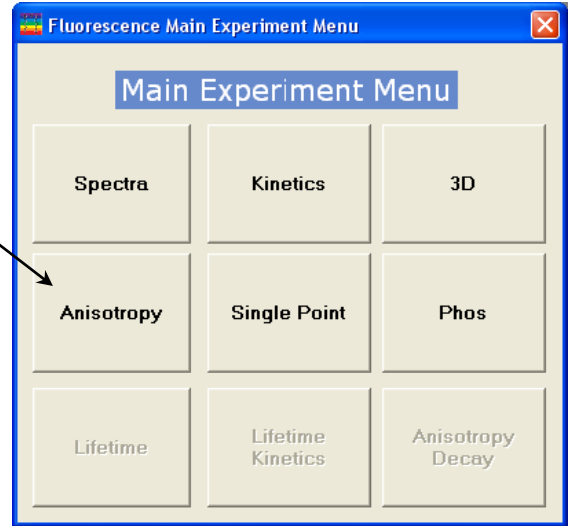 Fluorescence Main Experiment Menu
Main Experiment Menu
Spectra
Kinetics
3D
Anisotropy
Single Point
Phos
Lifetime
Lifetime
Kinetics
Anisotropy
Decay